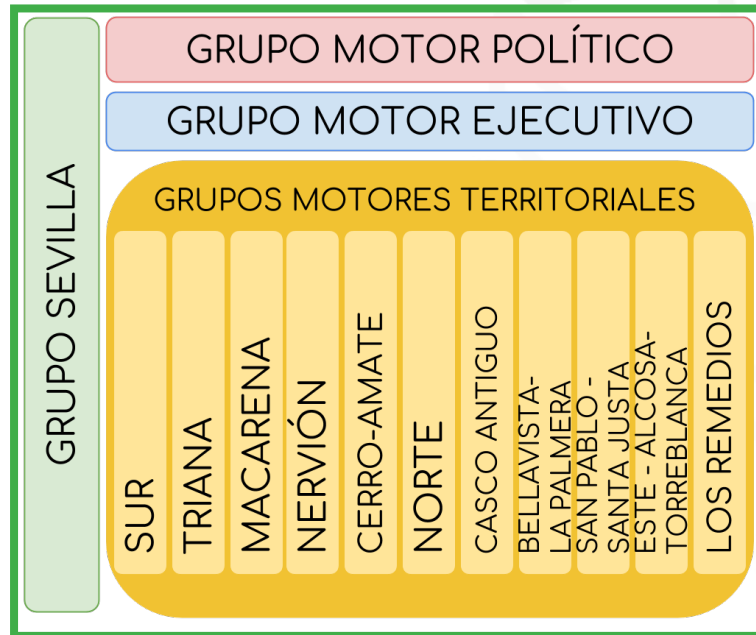 GRUPO SEVILLA
GRUPO MOTOR POLÍTICO
GRUPO MOTOR EJECUTIVO
GRUPOS MOTORES TERRITORIALES
SUR
TRIANA
MACARENA
NERVIÓN
CERRO-AMATE
NORTE
CASCO ANTIGUO
BELLAVISTA-
LA PALMERA
SAN PABLO -
SANTA JUSTA
ESTE - ALCOSA-
TORREBLANCA
LOS REMEDIOS